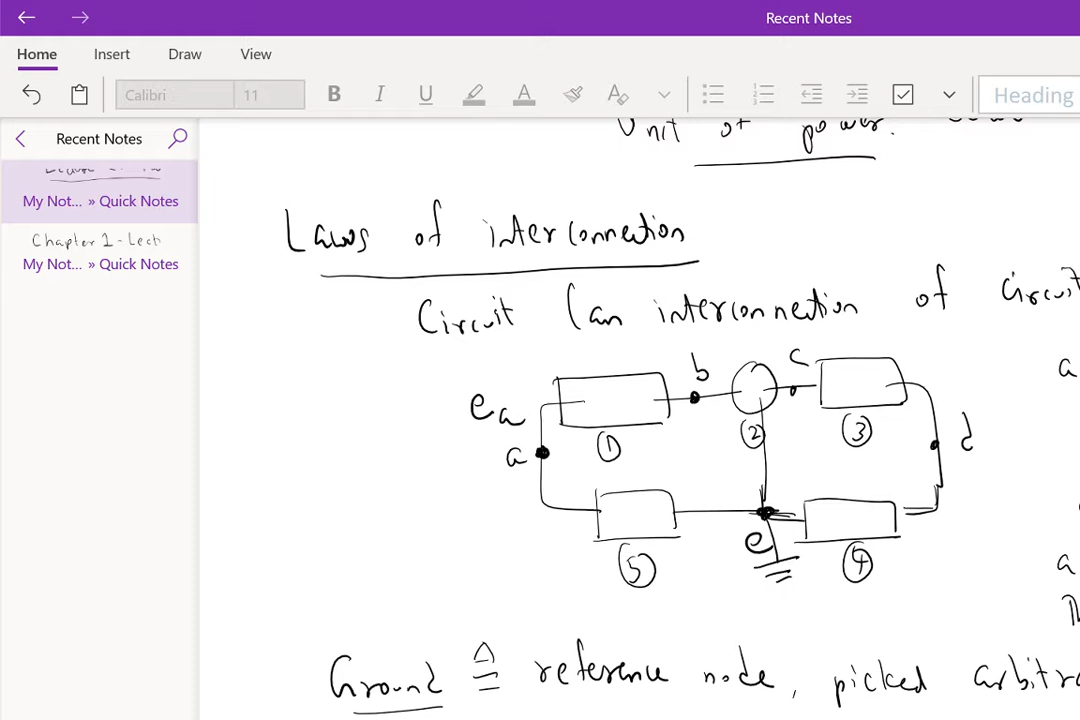 Recent Notes
Home Insert Draw View
Calibri 11 B I U A A Heading
Recent Notes
My Not... » Quick Notes
Chapter 1 - Lect
My Not... » Quick Notes
Unit of power.
Laws of interconnection
Circuit (an interconnection of circuit
a
e a
b
c
a
①
②
③
d
e
⑤
④
a
Ground ≜ reference node, picked arbitra